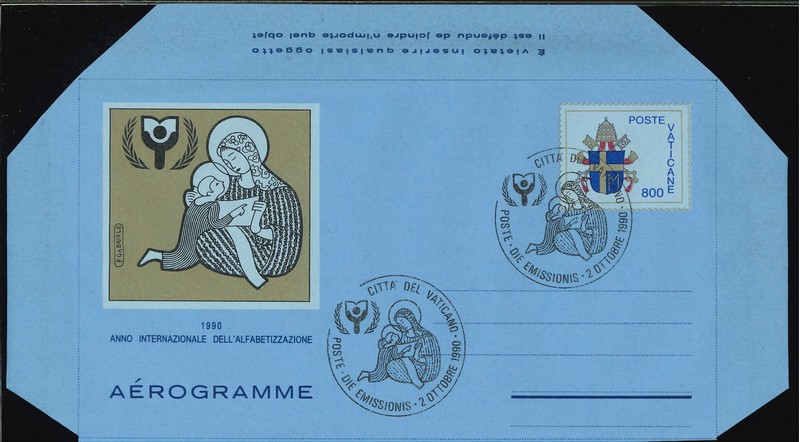 Il est défendu de joindre n'importe quel objet
È vietato inserire qualsiasi oggetto
POSTE
VATICANE
800
P. GABRIELE
CITTA' DEL VATICANO
POSTE - DIE EMISSIONIS - 2 OTTOBRE 1990
1990
ANNO INTERNAZIONALE DELL'ALFABETIZZAZIONE
CITTA' DEL VATICANO
POSTE - DIE EMISSIONIS - 2 OTTOBRE 1990
AÉROGRAMME